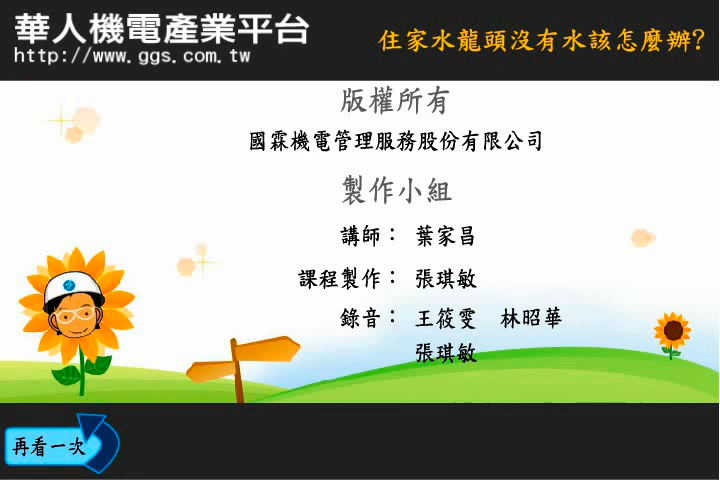 華人機電產業平台
http://www.ggs.com.tw
住家水龍頭沒有水該怎麼辦?
版權所有
國霖機電管理服務股份有限公司
製作小組
講師： 葉家昌
課程製作： 張琪敏
錄音： 王筱雯 林昭華
張琪敏
再看一次